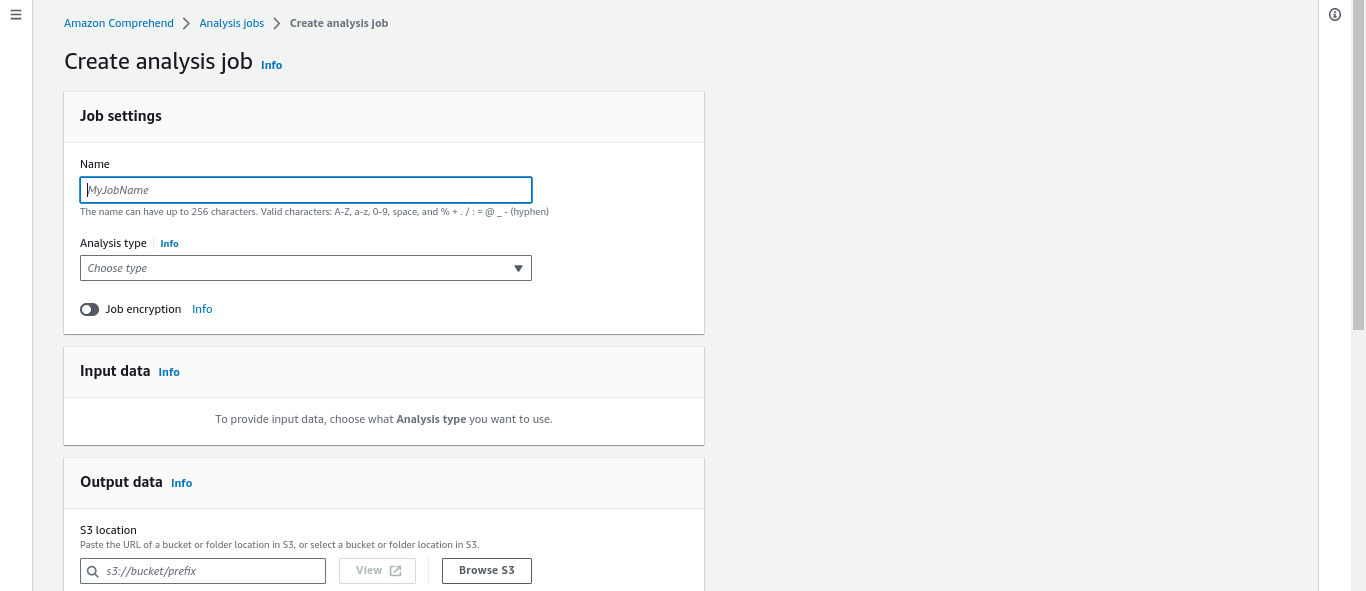 Amazon Comprehend > Analysis jobs > Create analysis job
Create analysis job Info
Job settings
Name
MyJobName
The name can have up to 256 characters. Valid characters: A-Z, a-z, 0-9, space, and % + . / : = @ _ - (hyphen)
Analysis type Info
Choose type
Job encryption Info
Input data Info
To provide input data, choose what Analysis type you want to use.
Output data Info
S3 location
Paste the URL of a bucket or folder location in S3, or select a bucket or folder location in S3.
s3://bucket/prefix View Browse S3